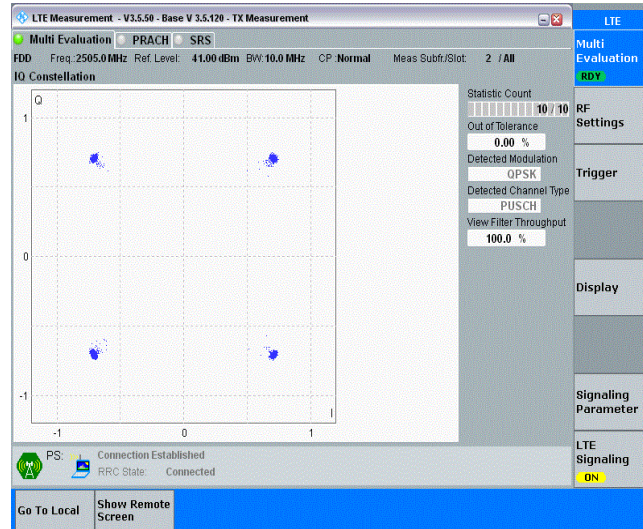 LTE Measurement - V3.5.50 - Base V 3.5.120 - TX Measurement
LTE
Multi Evaluation PRACH SRS
FDD Freq.:2505.0 MHz Ref. Level: 41.00 dBm BW:10.0 MHz CP :Normal Meas Subfr./Slot: 2 / All
IQ Constellation
Q
1
0
-1
-1 0 1
I
Statistic Count
10 / 10
Out of Tolerance
0.00 %
Detected Modulation
QPSK
Detected Channel Type
PUSCH
View Filter Throughput
100.0 %
Multi
Evaluation
RDY
RF
Settings
Trigger
Display
Signaling
Parameter
LTE
Signaling
ON
PS: Connection Established
RRC State: Connected
Go To Local
Show Remote
Screen